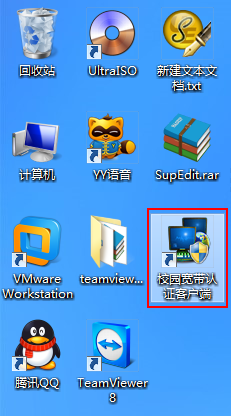 回收站
UltraISO
新建文本文
档.txt
计算机
YY语音
SupEdit.rar
VMware
Workstation
teamview...
校园宽带认
证客户端
腾讯QQ
TeamViewer
8